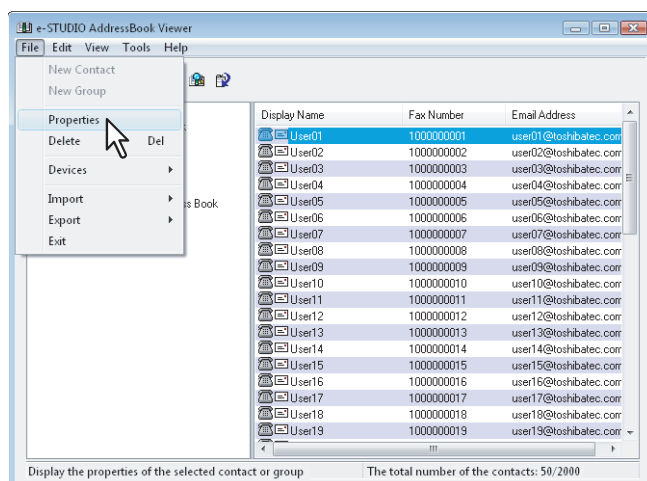 e-STUDIO AddressBook Viewer
File Edit View Tools Help
New Contact
New Group
Properties
Delete Del
Devices
Import
Export
Exit
ss Book
Display Name Fax Number Email Address
User01 1000000001 user01@toshibatec.com
User02 1000000002 user02@toshibatec.com
User03 1000000003 user03@toshibatec.com
User04 1000000004 user04@toshibatec.com
User05 1000000005 user05@toshibatec.com
User06 1000000006 user06@toshibatec.com
User07 1000000007 user07@toshibatec.com
User08 1000000008 user08@toshibatec.com
User09 1000000009 user09@toshibatec.com
User10 1000000010 user10@toshibatec.com
User11 1000000011 user11@toshibatec.com
User12 1000000012 user12@toshibatec.com
User13 1000000013 user13@toshibatec.com
User14 1000000014 user14@toshibatec.com
User15 1000000015 user15@toshibatec.com
User16 1000000016 user16@toshibatec.com
User17 1000000017 user17@toshibatec.com
User18 1000000018 user18@toshibatec.com
User19 1000000019 user19@toshibatec.com
Display the properties of the selected contact or group The total number of the contacts: 50/2000